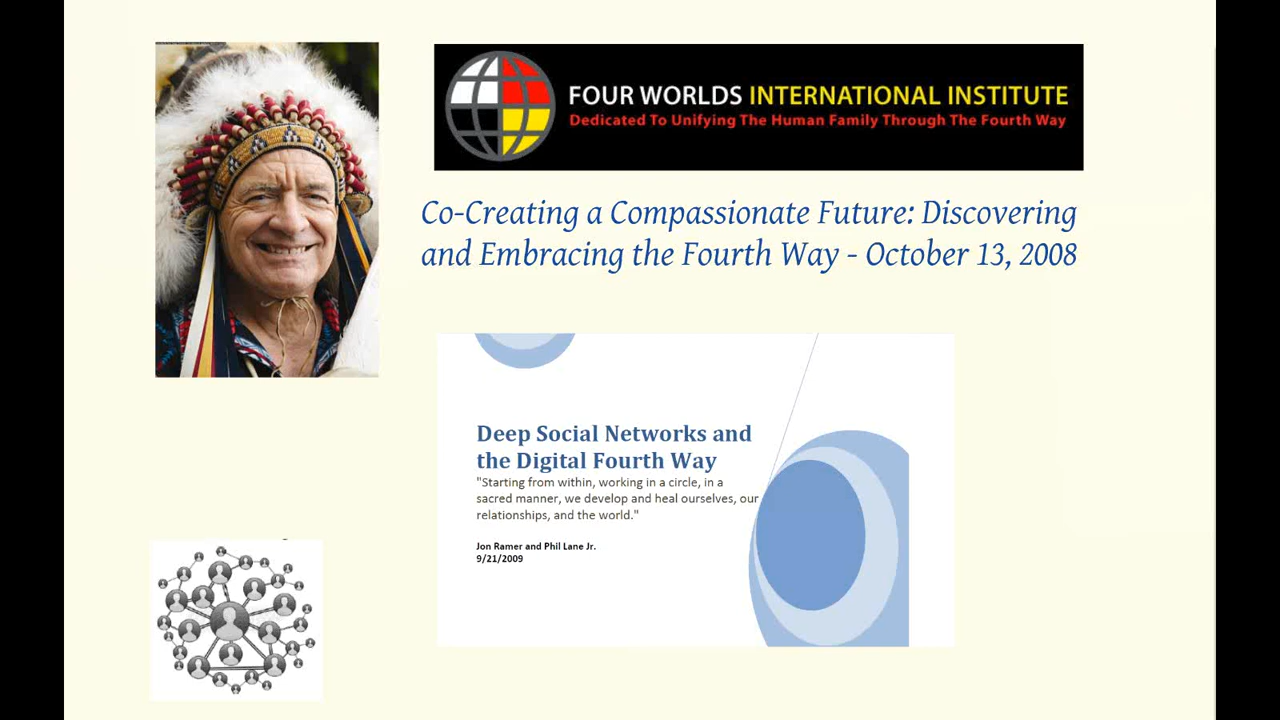 FOUR WORLDS INTERNATIONAL INSTITUTE
Dedicated To Unifying The Human Family Through The Fourth Way
Co-Creating a Compassionate Future: Discovering
and Embracing the Fourth Way - October 13, 2008
Deep Social Networks and
the Digital Fourth Way
"Starting from within, working in a circle, in a
sacred manner, we develop and heal ourselves, our
relationships, and the world."
Jon Ramer and Phil Lane Jr.
9/21/2009